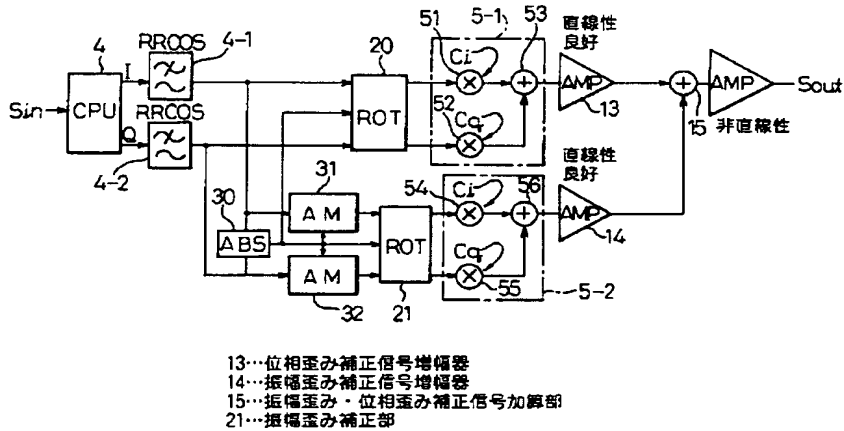 5-1
直線性
良好
20
51
53
4
RRCOS
4-1
Ci
I
Sin
CPU
ROT
AMP
13
AMP
Sout
15
非直線性
RRCOS
Q
52
Cq
4-2
直線性
良好
31
54
Ci
56
30
AM
ABS
ROT
AMP
14
AM
Cq
32
21
55
5-2
13…位相歪み補正信号増幅器
14…振幅歪み補正信号増幅器
15…振幅歪み・位相歪み補正信号加算部
21…振幅歪み補正部